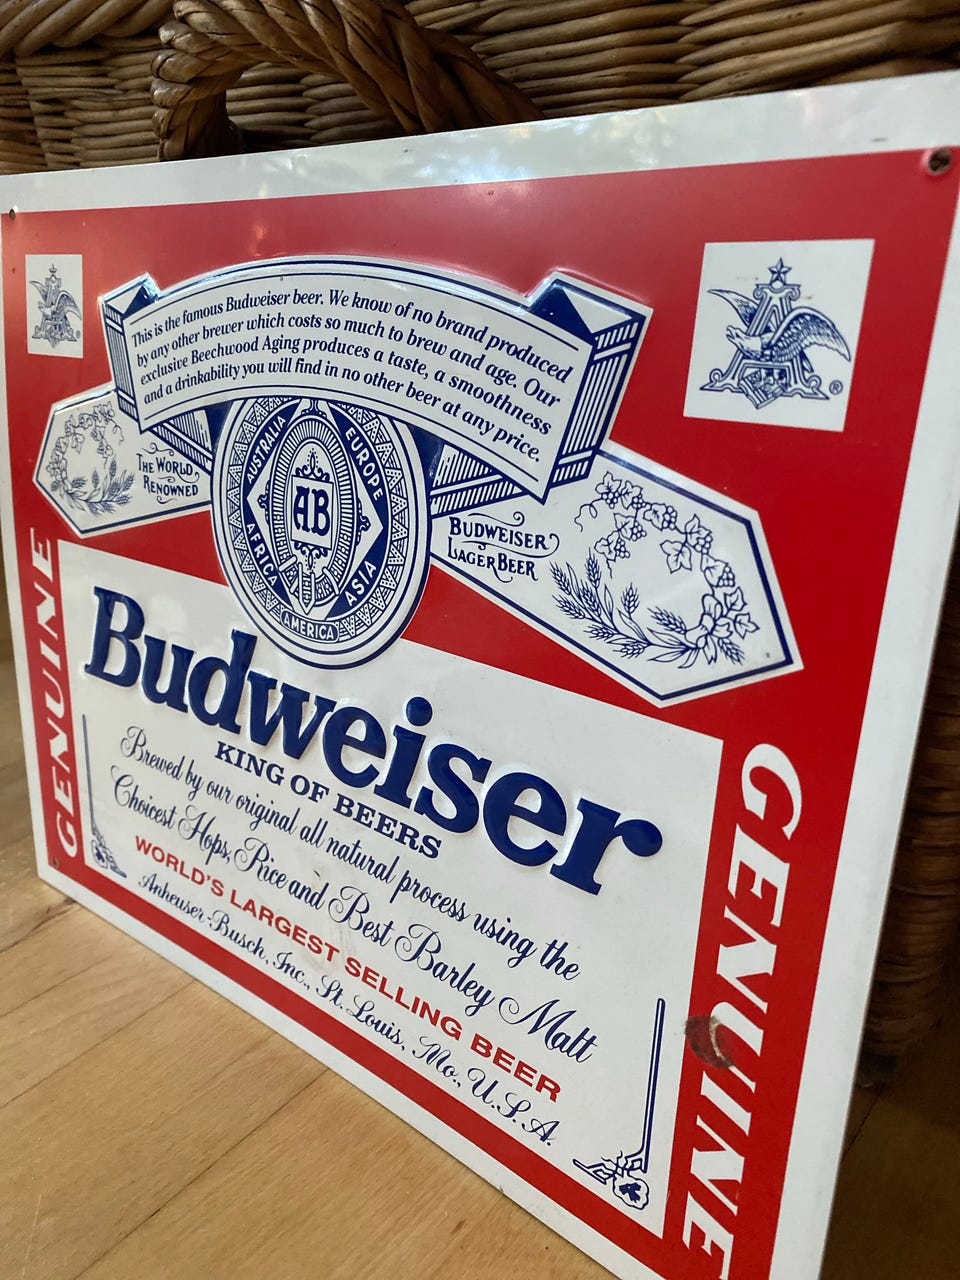 This is the famous Budweiser beer. We know of no brand produced
by any other brewer which costs so much to brew and age. Our
exclusive Beechwood Aging produces a taste, a smoothness
and a drinkability you will find in no other beer at any price.
A
®
A
®
THE WORLD
RENOWNED
AUSTRALIA
EUROPE
AB
AFRICA
ASIA
AMERICA
BUDWEISER
LAGER BEER
GENUINE
Budweiser
KING OF BEERS
Brewed by our original all natural process using the
Choicest Hops, Rice and Best Barley Malt
WORLD'S LARGEST SELLING BEER
Anheuser-Busch, Inc., St. Louis, Mo., U.S.A.
GENUINE